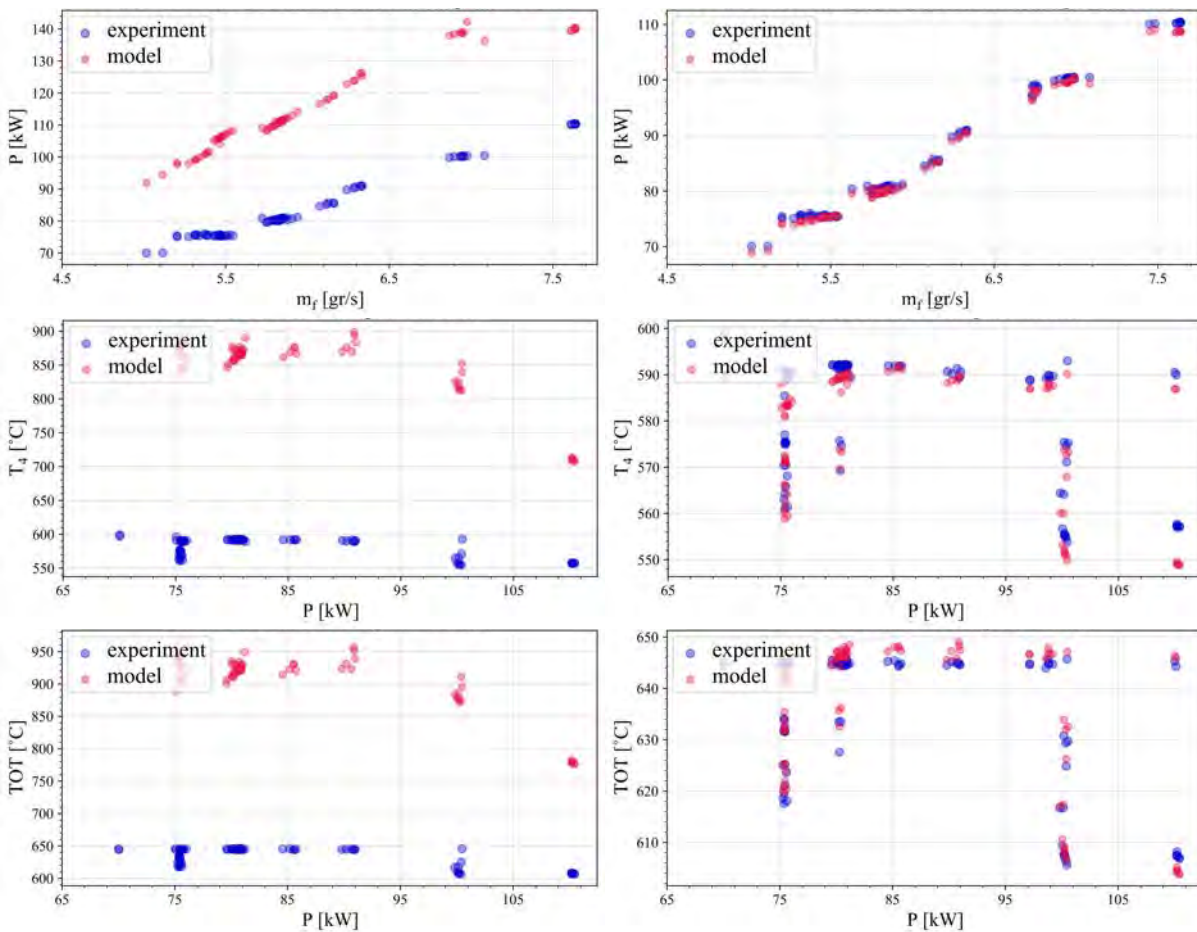 experiment
model
P [kW]
140
130
120
110
100
90
80
70
4.5 5.5 6.5 7.5
m_f [gr/s]
experiment
model
P [kW]
110
100
90
80
70
4.5 5.5 6.5 7.5
m_f [gr/s]
experiment
model
T_4 [°C]
900
850
800
750
700
650
600
550
65 75 85 95 105
P [kW]
experiment
model
T_4 [°C]
600
590
580
570
560
550
65 75 85 95 105
P [kW]
experiment
model
TOT [°C]
950
900
850
800
750
700
650
600
65 75 85 95 105
P [kW]
experiment
model
TOT [°C]
650
640
630
620
610
65 75 85 95 105
P [kW]